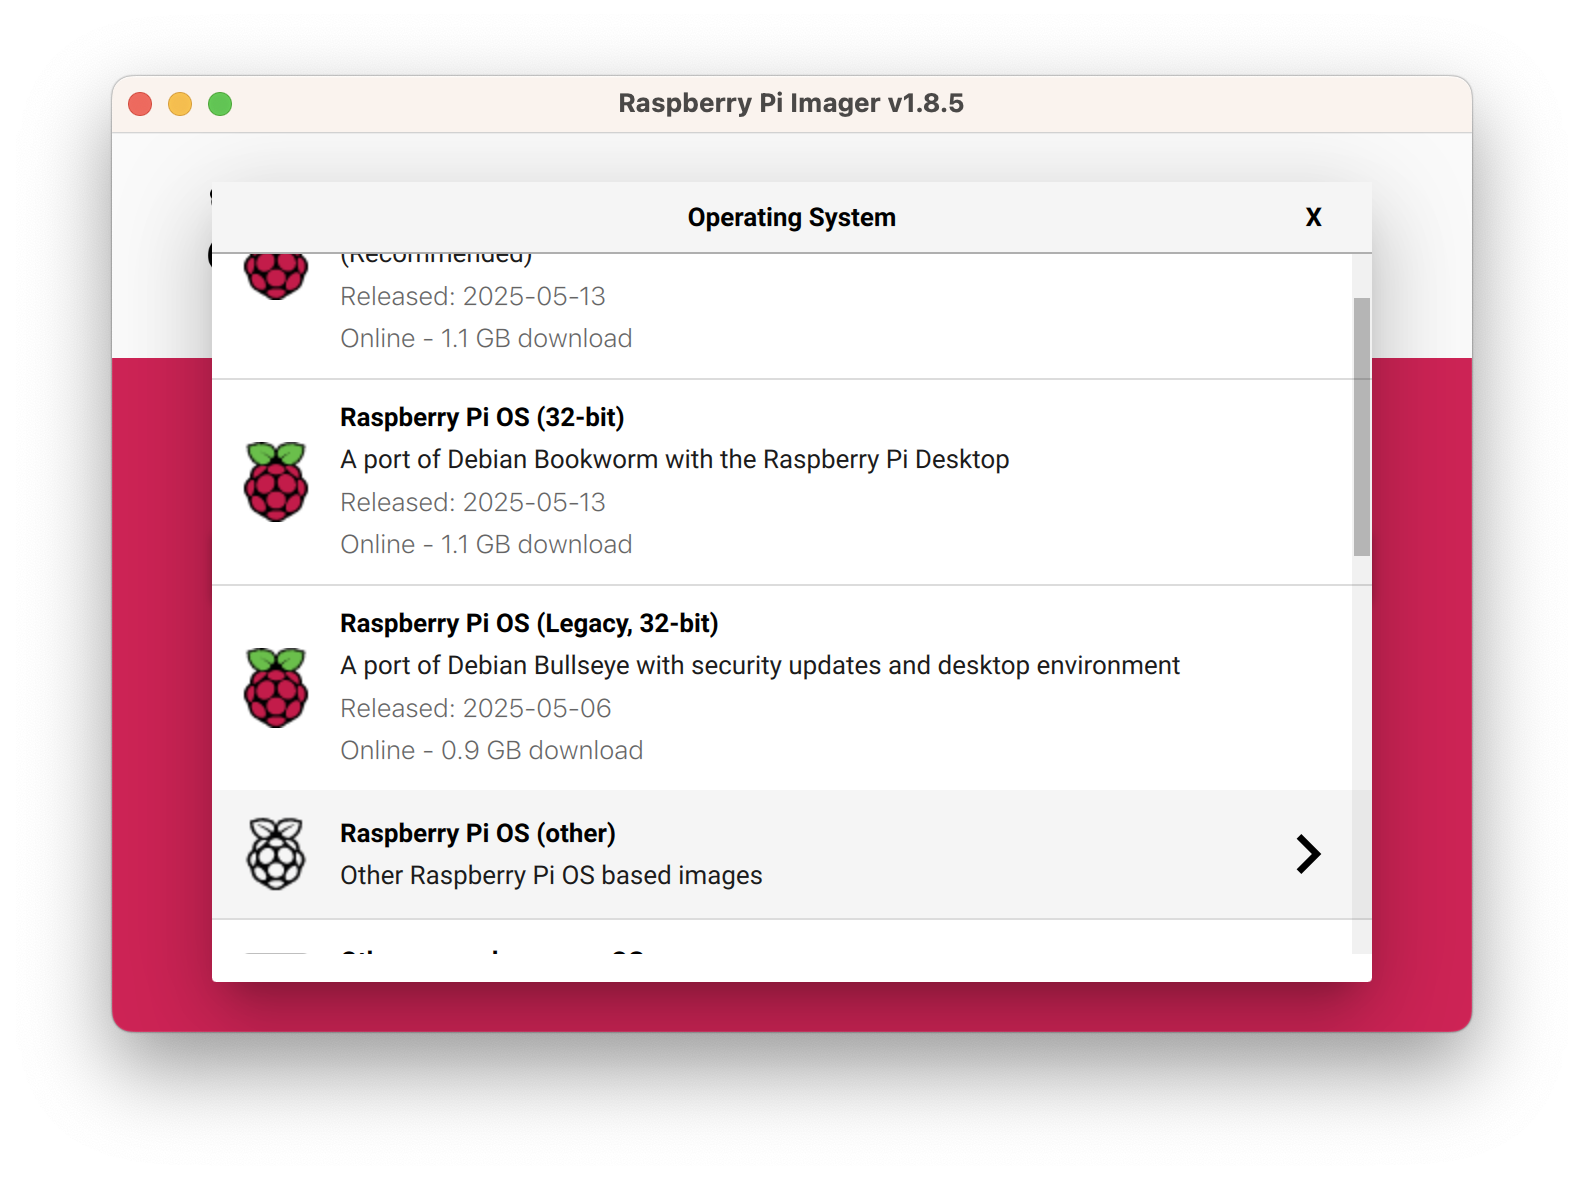 Raspberry Pi Imager v1.8.5
Operating System
X
(Recommended)
Released: 2025-05-13
Online - 1.1 GB download
Raspberry Pi OS (32-bit)
A port of Debian Bookworm with the Raspberry Pi Desktop
Released: 2025-05-13
Online - 1.1 GB download
Raspberry Pi OS (Legacy, 32-bit)
A port of Debian Bullseye with security updates and desktop environment
Released: 2025-05-06
Online - 0.9 GB download
Raspberry Pi OS (other)
Other Raspberry Pi OS based images